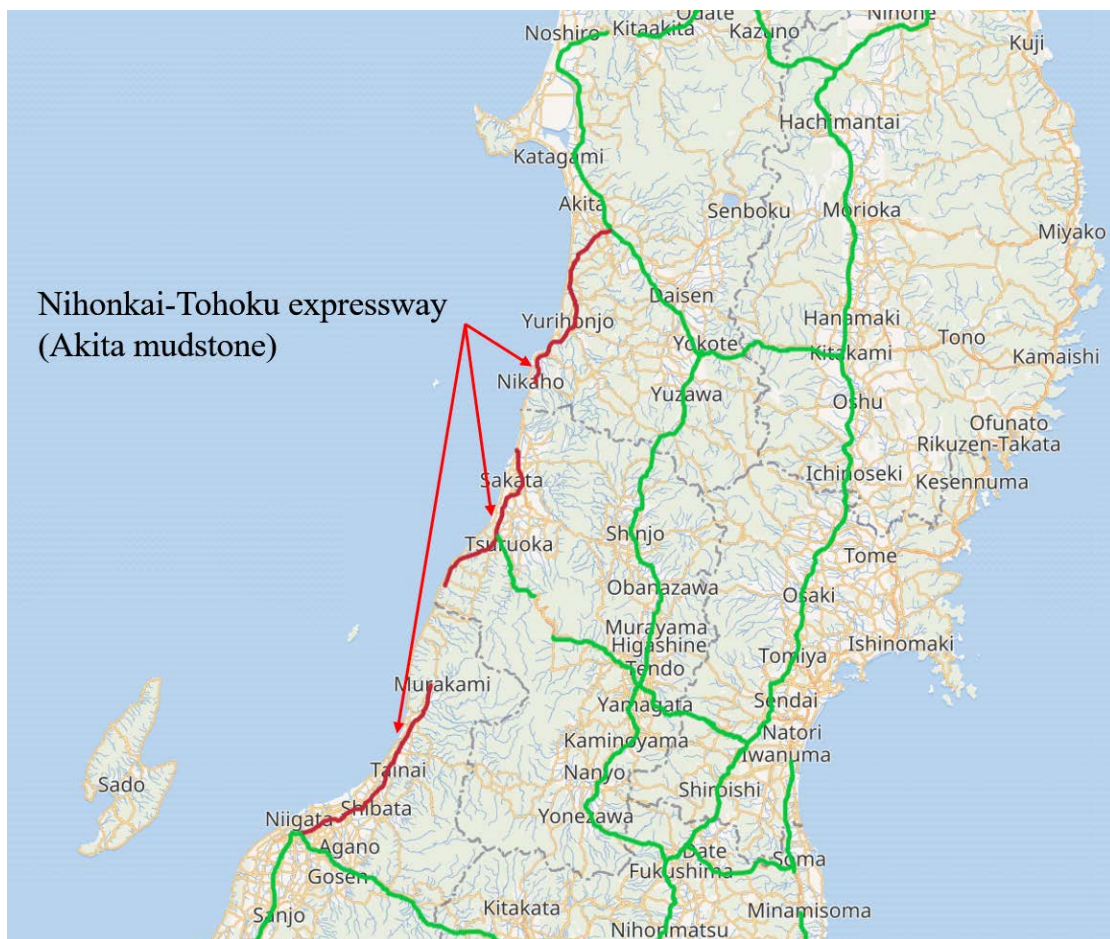 Odate
Ninohe
Noshiro
Kitaakita
Kazuno
Kuji
Hachimantai
Katagami
Akita
Senboku
Morioka
Miyako
Nihonkai-Tohoku expressway
(Akita mudstone)
Daisen
Yurihonjo
Hanamaki
Tono
Yokote
Kitakami
Kamaishi
Nikaho
Yuzawa
Oshu
Ofunato
Rikuzen-Takata
Ichinoseki
Kesennuma
Sakata
Shinjo
Tsuruoka
Tome
Obanazawa
Osaki
Murayama
Higashine
Ishinomaki
Tomiya
Tendo
Murakami
Yamagata
Sendai
Natori
Kaminoyama
Iwanuma
Tainai
Nanyo
Sado
Shiroishi
Shibata
Yonezawa
Niigata
Agano
Date
Soma
Fukushima
Gosen
Kitakata
Minamisoma
Sanjo
Nihonmatsu